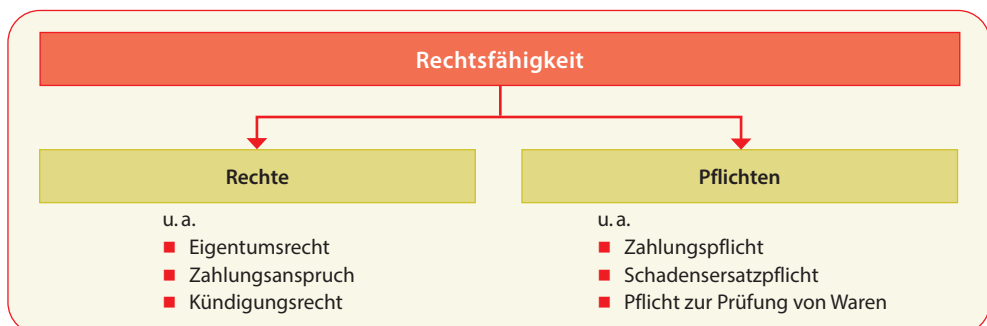 Rechtsfähigkeit
Rechte
u. a.
■ Eigentumsrecht
■ Zahlungsanspruch
■ Kündigungsrecht
Pflichten
u. a.
■ Zahlungspflicht
■ Schadensersatzpflicht
■ Pflicht zur Prüfung von Waren